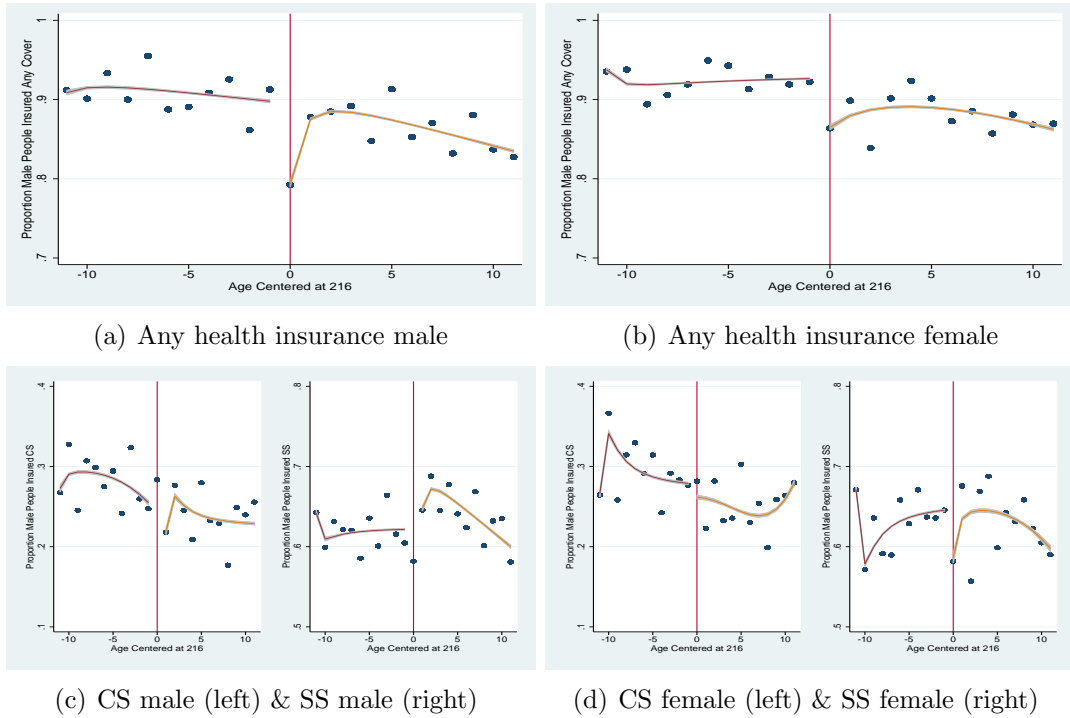 Proportion Male People Insured Any Cover
1
.9
.8
.7
-10 -5 0 5 10
Age Centered at 216
(a) Any health insurance male
Proportion Male People Insured Any Cover
1
.9
.8
.7
-10 -5 0 5 10
Age Centered at 216
(b) Any health insurance female
Proportion Male People Insured CS
.4
.3
.2
.1
-10 -5 0 5 10
Age Centered at 216
Proportion Male People Insured SS
.8
.7
.6
.5
-10 -5 0 5 10
Age Centered at 216
(c) CS male (left) & SS male (right)
Proportion Male People Insured CS
.4
.3
.2
.1
-10 -5 0 5 10
Age Centered at 216
Proportion Male People Insured SS
.8
.7
.6
.5
-10 -5 0 5 10
Age Centered at 216
(d) CS female (left) & SS female (right)